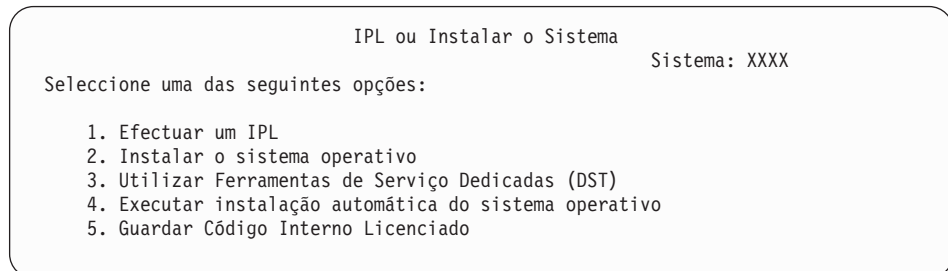 IPL ou Instalar o Sistema
Sistema: XXXX
Seleccione uma das seguintes opções:
1. Efectuar um IPL
2. Instalar o sistema operativo
3. Utilizar Ferramentas de Serviço Dedicadas (DST)
4. Executar instalação automática do sistema operativo
5. Guardar Código Interno Licenciado